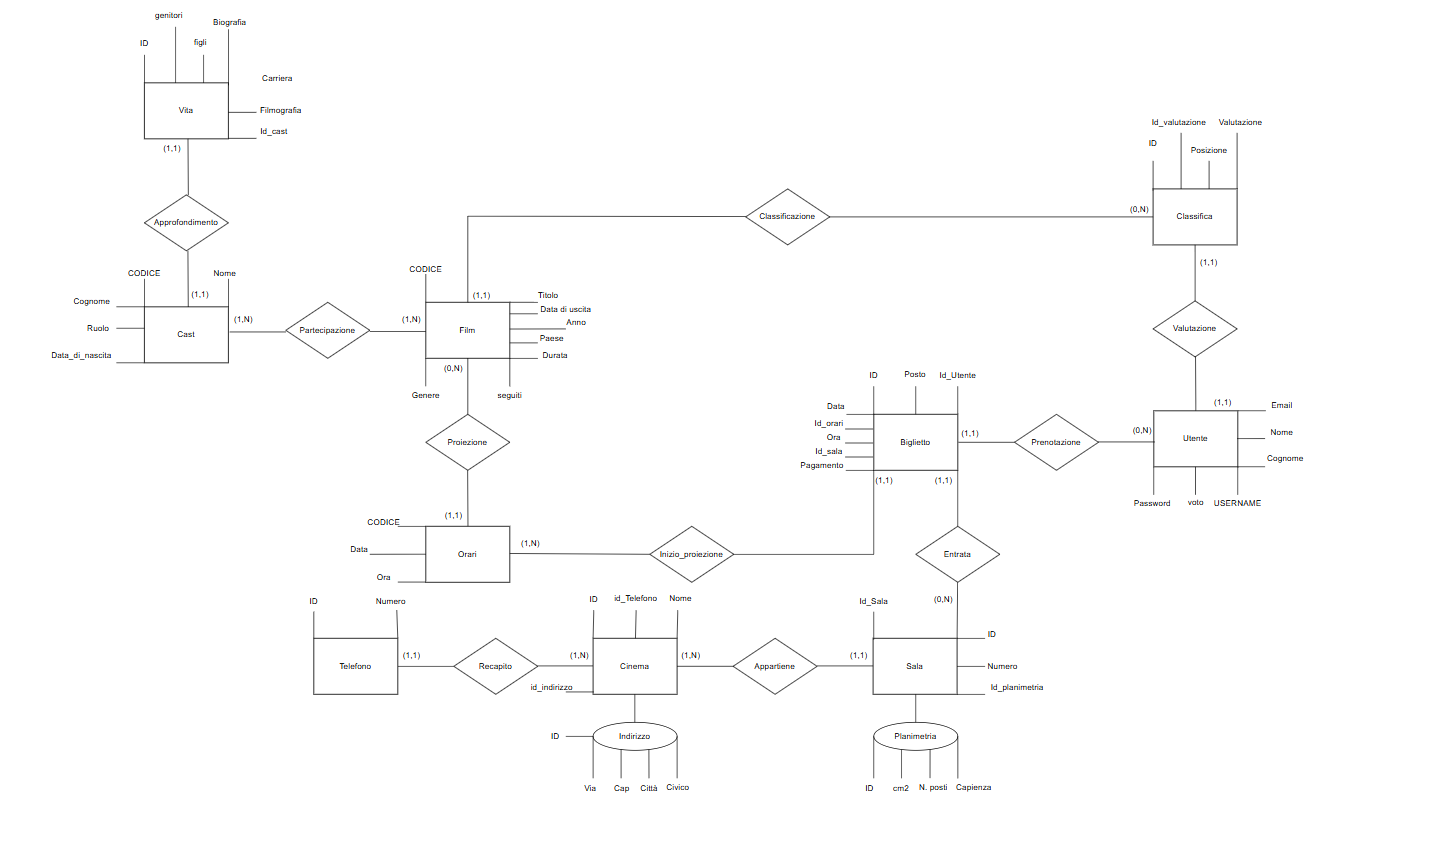 genitori
Biografia
ID
figli
Carriera
Vita
Filmografia
Id_cast
(1,1)
Approfondimento
CODICE
Nome
(1,1)
Cognome
Ruolo
Cast
Data_di_nascita
(1,N)
Partecipazione
(1,N)
CODICE
(1,1)
Titolo
Data di uscita
Anno
Film
Paese
Durata
(0,N)
Genere
seguiti
Classificazione
(0,N)
Id_valutazione
Valutazione
ID
Posizione
Classifica
(1,1)
Valutazione
(1,1)
Email
(0,N)
Utente
Nome
Cognome
Password
voto
USERNAME
Prenotazione
(1,1)
ID
Posto
Id_Utente
Data
Id_orari
Ora
Biglietto
Id_sala
Pagamento
(1,1)
(1,1)
Proiezione
(1,1)
CODICE
Data
Orari
Ora
(1,N)
Inizio_proiezione
Entrata
(0,N)
ID
Numero
Telefono
(1,1)
Recapito
(1,N)
ID
id_Telefono
Nome
Cinema
(1,N)
id_indirizzo
Appartiene
(1,1)
Id_Sala
ID
Sala
Numero
Id_planimetria
ID
Indirizzo
Via
Cap
Città
Civico
Planimetria
ID
cm2
N. posti
Capienza